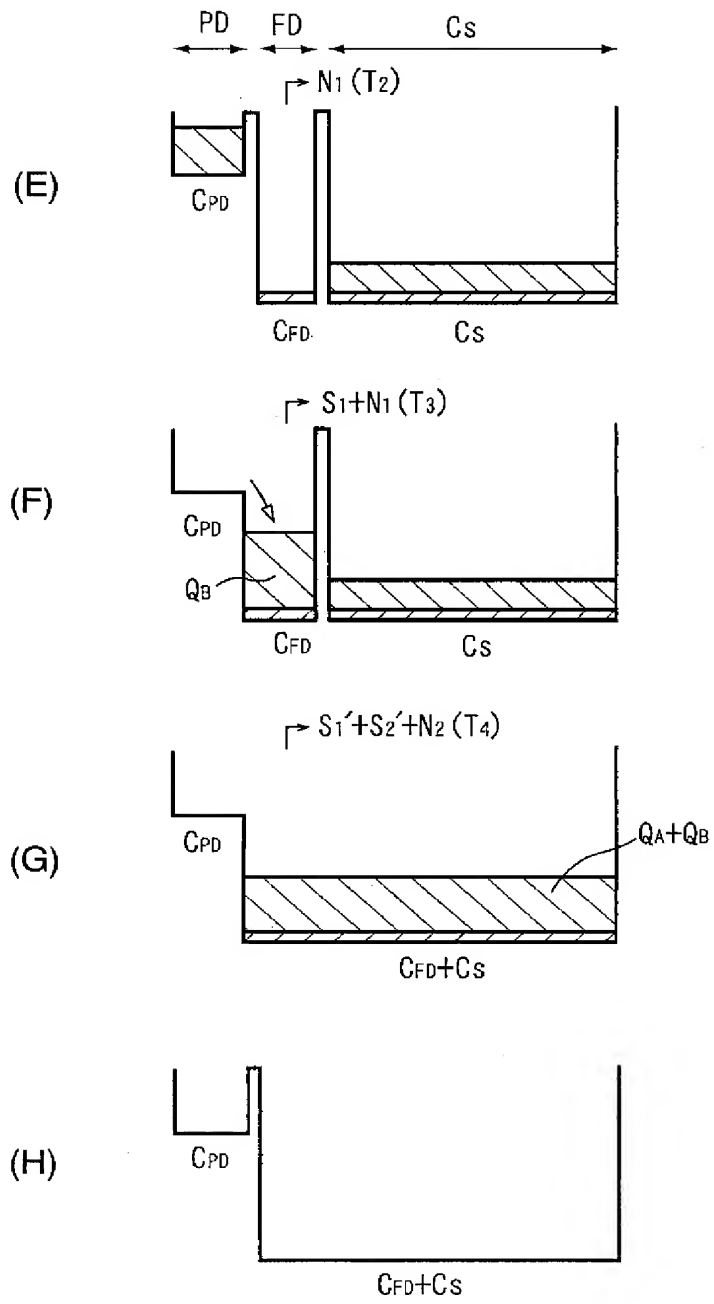 PD FD Cs
N1 (T2)
(E)
CPD
CFD Cs
S1+N1 (T3)
(F)
CPD
QB
CFD Cs
S1′+S2′+N2 (T4)
(G)
CPD
QA+QB
CFD+Cs
(H)
CPD
CFD+Cs